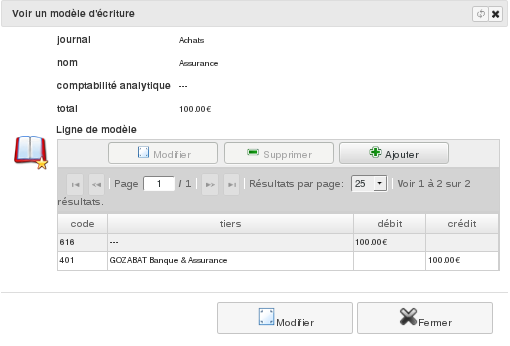 Voir un modèle d'écriture
journal Achats
nom Assurance
comptabilité analytique ---
total 100.00€
Ligne de modèle
Modifier Supprimer Ajouter
Page 1 / 1 Résultats par page: 25 Voir 1 à 2 sur 2
résultats.
code tiers débit crédit
616 --- 100.00€
401 GOZABAT Banque & Assurance 100.00€
Modifier Fermer